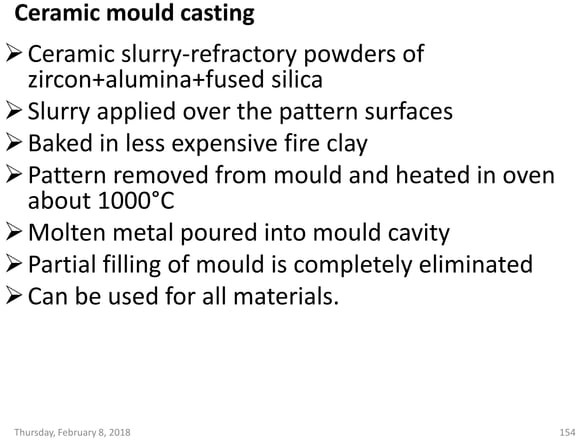 Ceramic mould casting
➢Ceramic slurry-refractory powders of
zircon+alumina+fused silica
➢Slurry applied over the pattern surfaces
➢Baked in less expensive fire clay
➢Pattern removed from mould and heated in oven
about 1000°C
➢Molten metal poured into mould cavity
➢Partial filling of mould is completely eliminated
➢Can be used for all materials.
Thursday, February 8, 2018
154